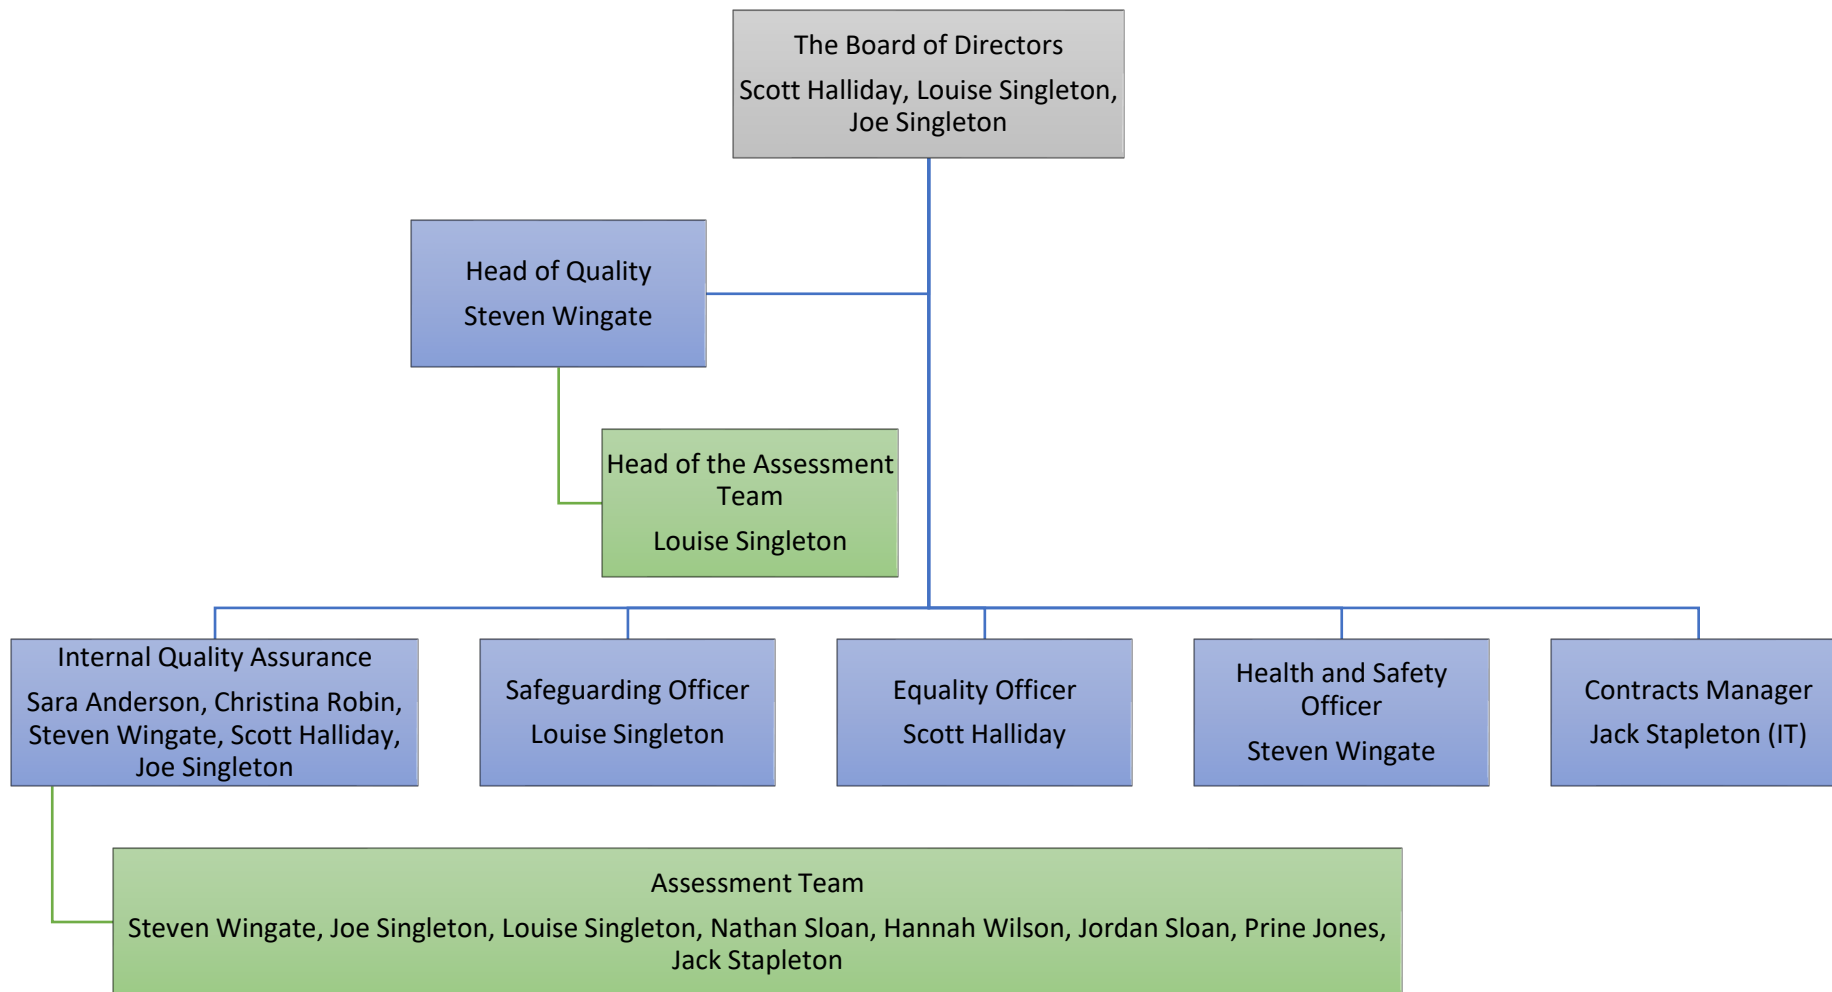 The Board of Directors
Scott Halliday, Louise Singleton,
Joe Singleton
Head of Quality
Steven Wingate
Head of the Assessment
Team
Louise Singleton
Internal Quality Assurance
Sara Anderson, Christina Robin,
Steven Wingate, Scott Halliday,
Joe Singleton
Safeguarding Officer
Louise Singleton
Equality Officer
Scott Halliday
Health and Safety
Officer
Steven Wingate
Contracts Manager
Jack Stapleton (IT)
Assessment Team
Steven Wingate, Joe Singleton, Louise Singleton, Nathan Sloan, Hannah Wilson, Jordan Sloan, Prine Jones,
Jack Stapleton